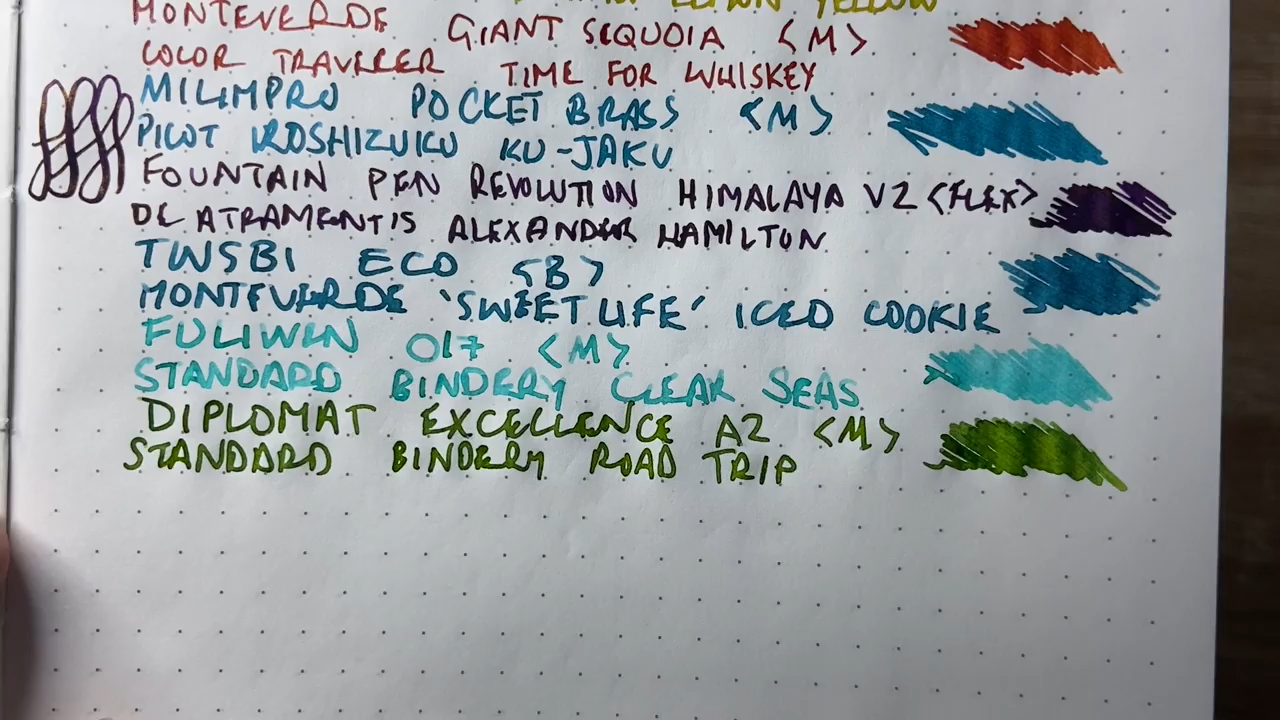 LEMON YELLOW
MONTEVERDE GIANT SEQUOIA <M>
COLOR TRAVELER TIME FOR WHISKEY
MILIMPRO POCKET BRASS <M>
PILOT IROSHIZUKU KU-JAKU
FOUNTAIN PEN REVOLUTION HIMALAYA V2 <FLEX>
DE ATRAMENTIS ALEXANDER HAMILTON
TWSBI ECO <B>
MONTEVERDE 'SWEET LIFE' ICED COOKIE
FULIWEN 017 <M>
STANDARD BINDERY CLEAR SEAS
DIPLOMAT EXCELLENCE A2 <M>
STANDARD BINDERY ROAD TRIP